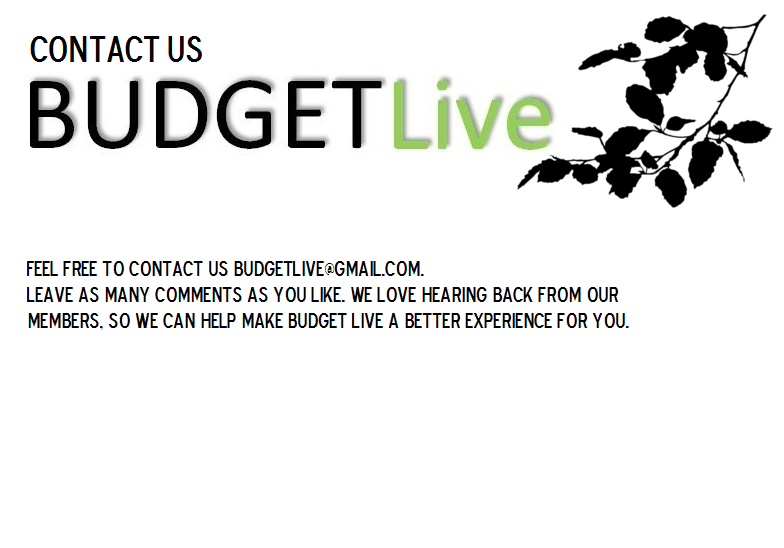 CONTACT US
BUDGETLive
FEEL FREE TO CONTACT US BUDGETLIVE@GMAIL.COM.
LEAVE AS MANY COMMENTS AS YOU LIKE. WE LOVE HEARING BACK FROM OUR
MEMBERS, SO WE CAN HELP MAKE BUDGET LIVE A BETTER EXPERIENCE FOR YOU.